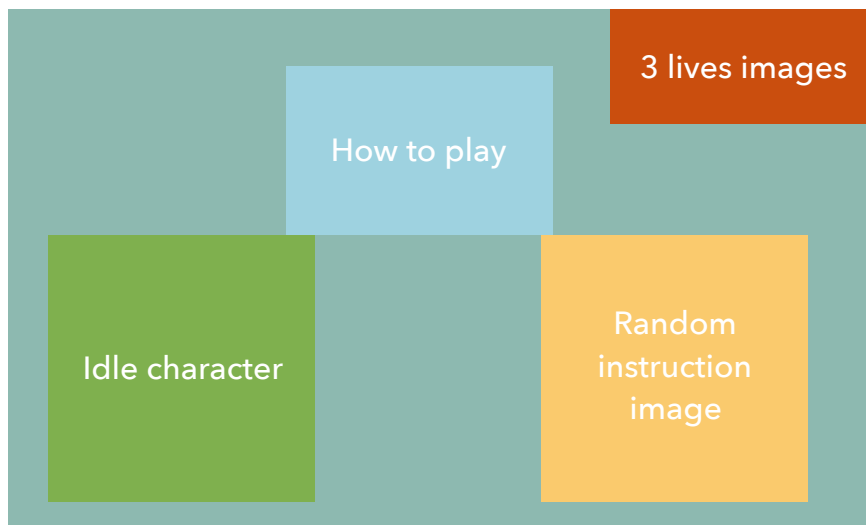 3 lives images
How to play
Idle character
Random
instruction
image